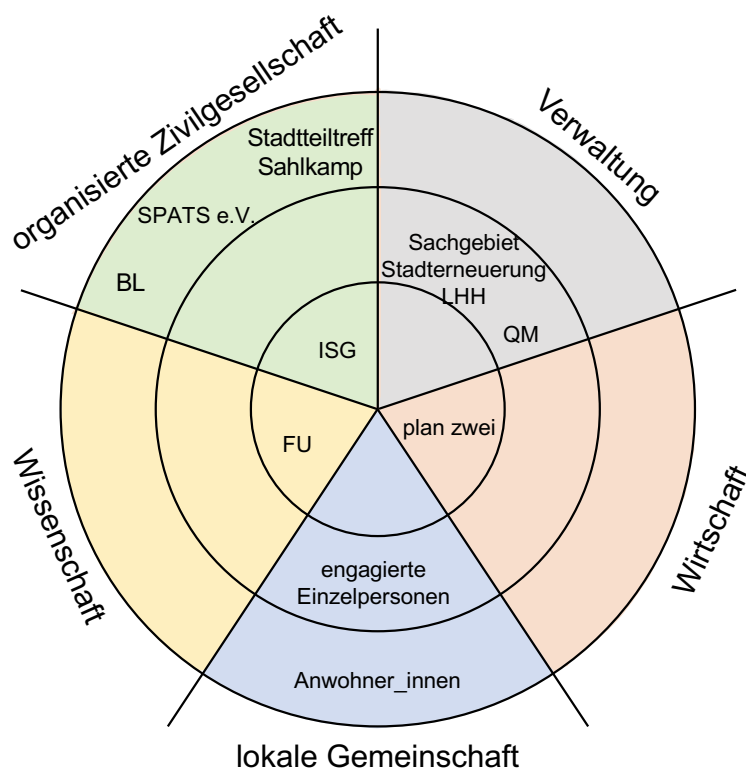 organisierte Zivilgesellschaft
Verwaltung
Stadtteiltreff
Sahlkamp
SPATS e.V.
BL
ISG
Sachgebiet
Stadterneuerung
LHH
QM
FU
plan zwei
Wissenschaft
Wirtschaft
engagierte
Einzelpersonen
Anwohner_innen
lokale Gemeinschaft